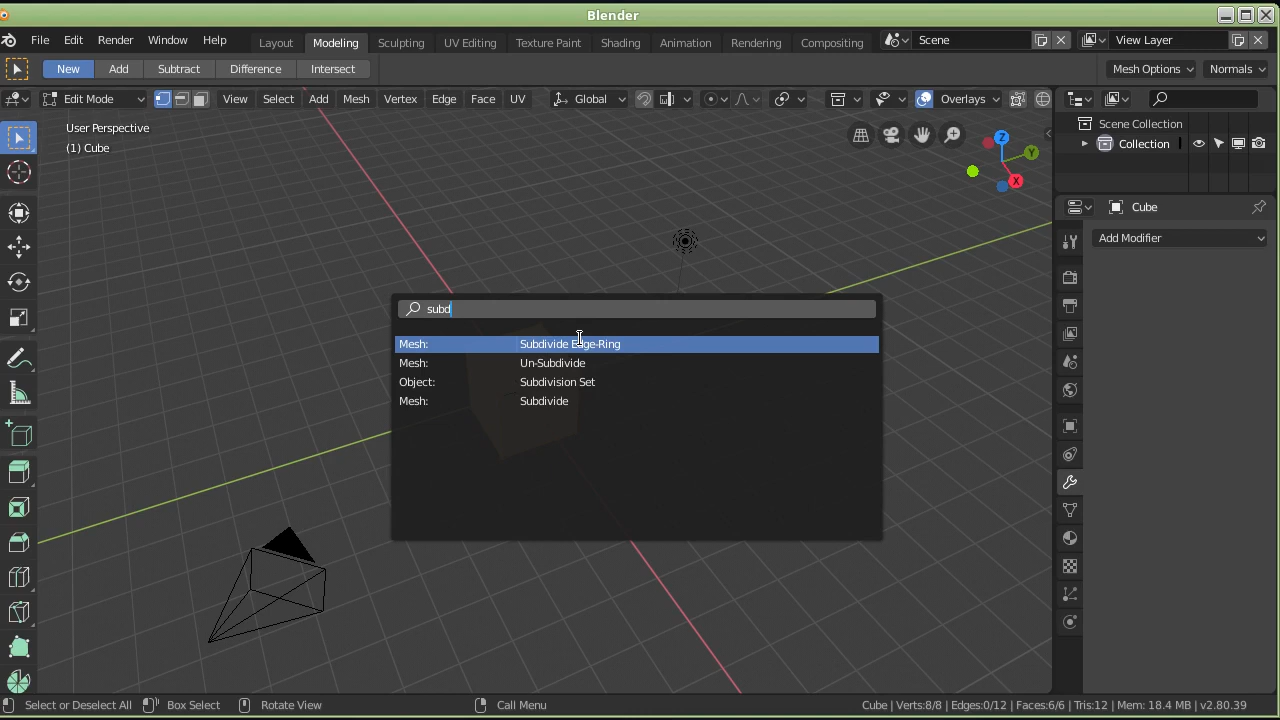 Blender
File Edit Render Window Help Layout Modeling Sculpting UV Editing Texture Paint Shading Animation Rendering Compositing Scene View Layer
New Add Subtract Difference Intersect Mesh Options Normals
Edit Mode View Select Add Mesh Vertex Edge Face UV Global Overlays
User Perspective
(1) Cube
Z
Y
X
Scene Collection
Collection
Cube
Add Modifier
subd
Mesh: Subdivide Edge-Ring
Mesh: Un-Subdivide
Object: Subdivision Set
Mesh: Subdivide
Select or Deselect All Box Select Rotate View Call Menu Cube | Verts:8/8 | Edges:0/12 | Faces:6/6 | Tris:12 | Mem: 18.4 MB | v2.80.39